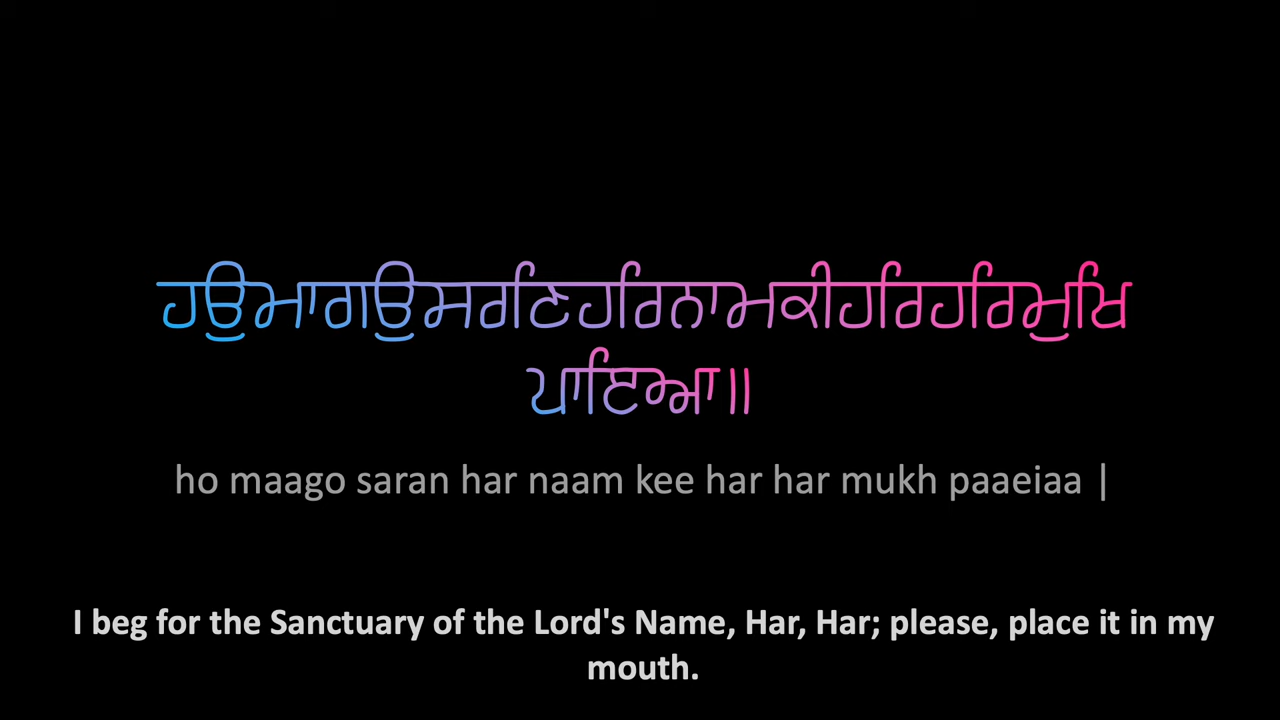 ਹਉਮਾਗਉਸਰਣਿਹਰਿਨਾਮਕੀਹਰਿਹਰਿਮੁਖਿ
ਪਾਇਆ॥
ho maago saran har naam kee har har mukh paaeiaa |
I beg for the Sanctuary of the Lord's Name, Har, Har; please, place it in my
mouth.